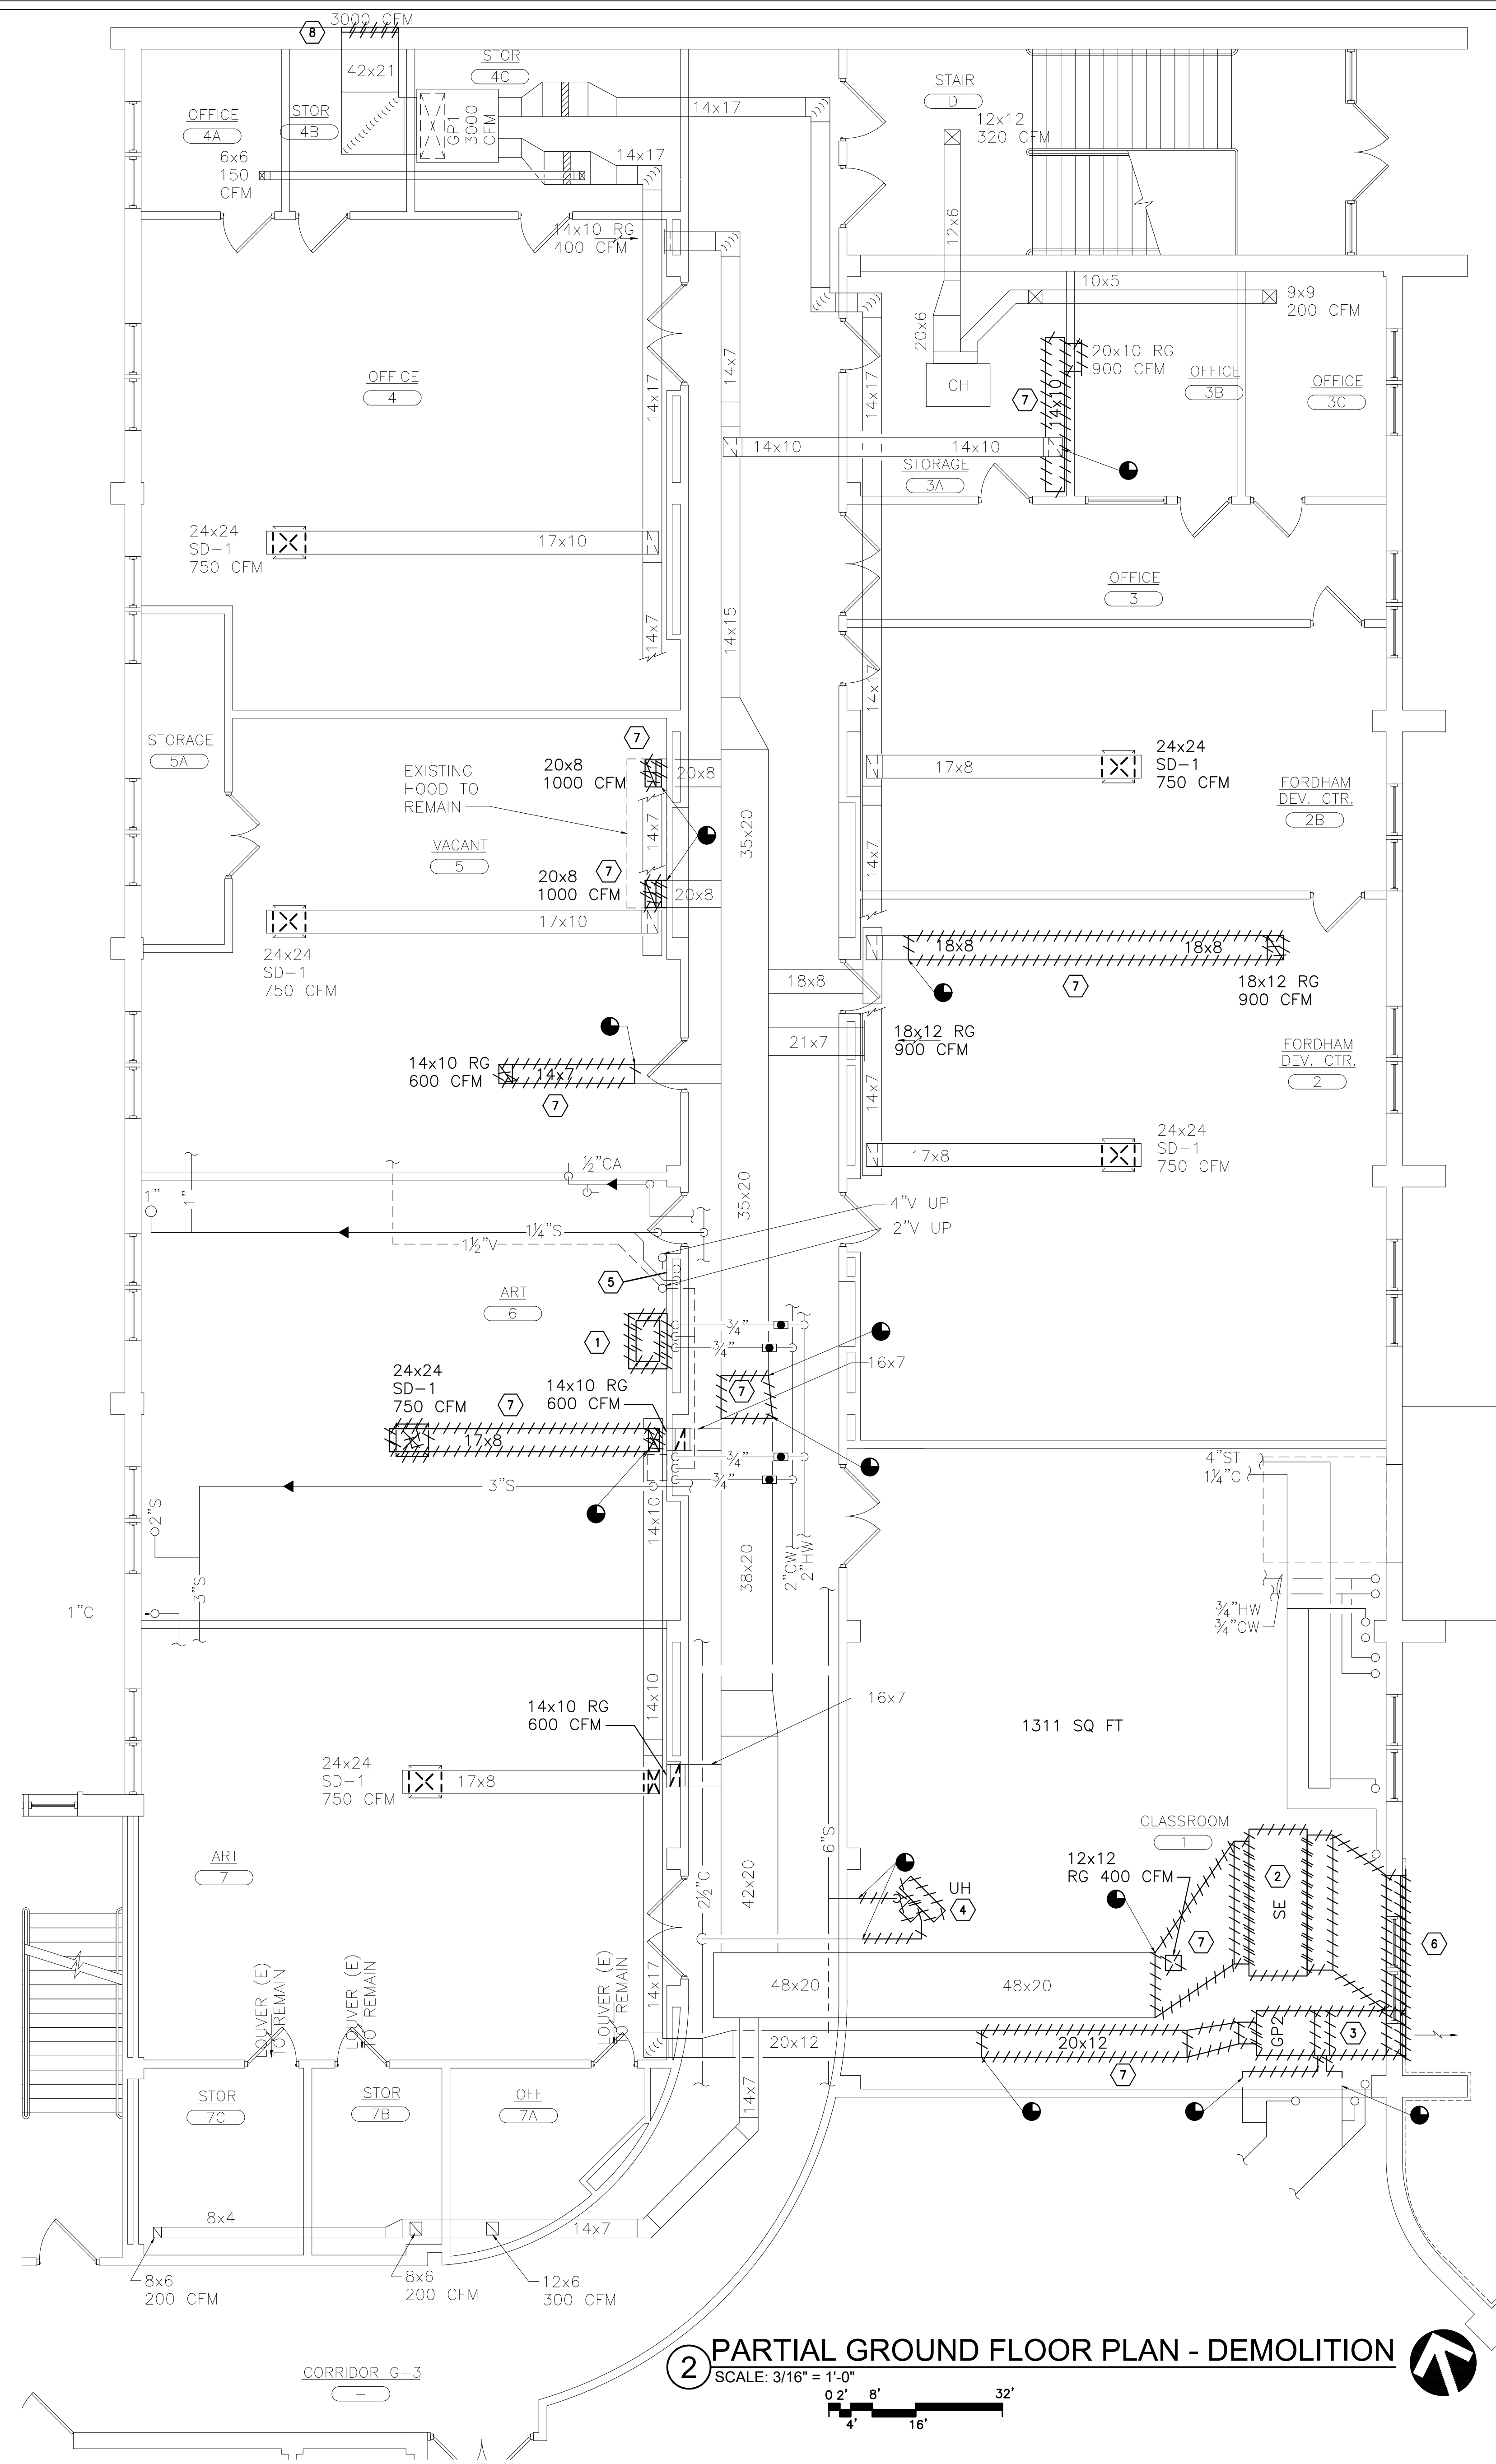 3000 CFM
8
42x21
STOR
4C
OFFICE
4A
STOR
4B
GP1
3000
CFM
14x17
14x17
6x6
150
CFM
STAIR
D
12x12
320 CFM
12x6
14x10 RG
400 CFM
10x5
9x9
200 CFM
20x6
CH
20x10 RG
900 CFM
7
14x10
OFFICE
3B
OFFICE
3C
OFFICE
4
14x17
14x7
14x17
14x10
14x10
STORAGE
3A
24x24
SD-1
750 CFM
17x10
OFFICE
3
14x7
14x15
14x17
STORAGE
5A
7
20x8
1000 CFM
20x8
EXISTING
HOOD TO
REMAIN
14x7
35x20
VACANT
5
7
20x8
1000 CFM
20x8
17x10
24x24
SD-1
750 CFM
17x8
24x24
SD-1
750 CFM
FORDHAM
DEV. CTR.
2B
14x7
18x8
18x8
7
18x12 RG
900 CFM
18x8
21x7
18x12 RG
900 CFM
14x10 RG
600 CFM
14x7
7
FORDHAM
DEV. CTR.
2
14x7
17x8
24x24
SD-1
750 CFM
½"CA
1"
1"
1¼"S
1½"V
35x20
4"V UP
2"V UP
5
ART
6
1
¾"
¾"
16x7
7
24x24
SD-1
750 CFM
7
14x10 RG
600 CFM
17x8
¾"
¾"
3"S
2"S
3"S
14x10
38x20
2"CW
2"HW
1"C
4"ST
1¼"C
¾"HW
¾"CW
14x10
16x7
14x10 RG
600 CFM
1311 SQ FT
24x24
SD-1
750 CFM
17x8
ART
7
2½"C
42x20
6"S
UH
4
CLASSROOM
1
12x12
RG 400 CFM
2
SE
7
6
48x20
48x20
LOUVER (E)
TO REMAIN
LOUVER (E)
TO REMAIN
LOUVER (E)
TO REMAIN
14x17
20x12
20x12
7
GP2
3
14x7
STOR
7C
STOR
7B
OFF
7A
8x4
14x7
8x6
200 CFM
8x6
200 CFM
12x6
300 CFM
CORRIDOR G-3
-
2
PARTIAL GROUND FLOOR PLAN - DEMOLITION
SCALE: 3/16" = 1'-0"
0 2' 8' 32'
4' 16'